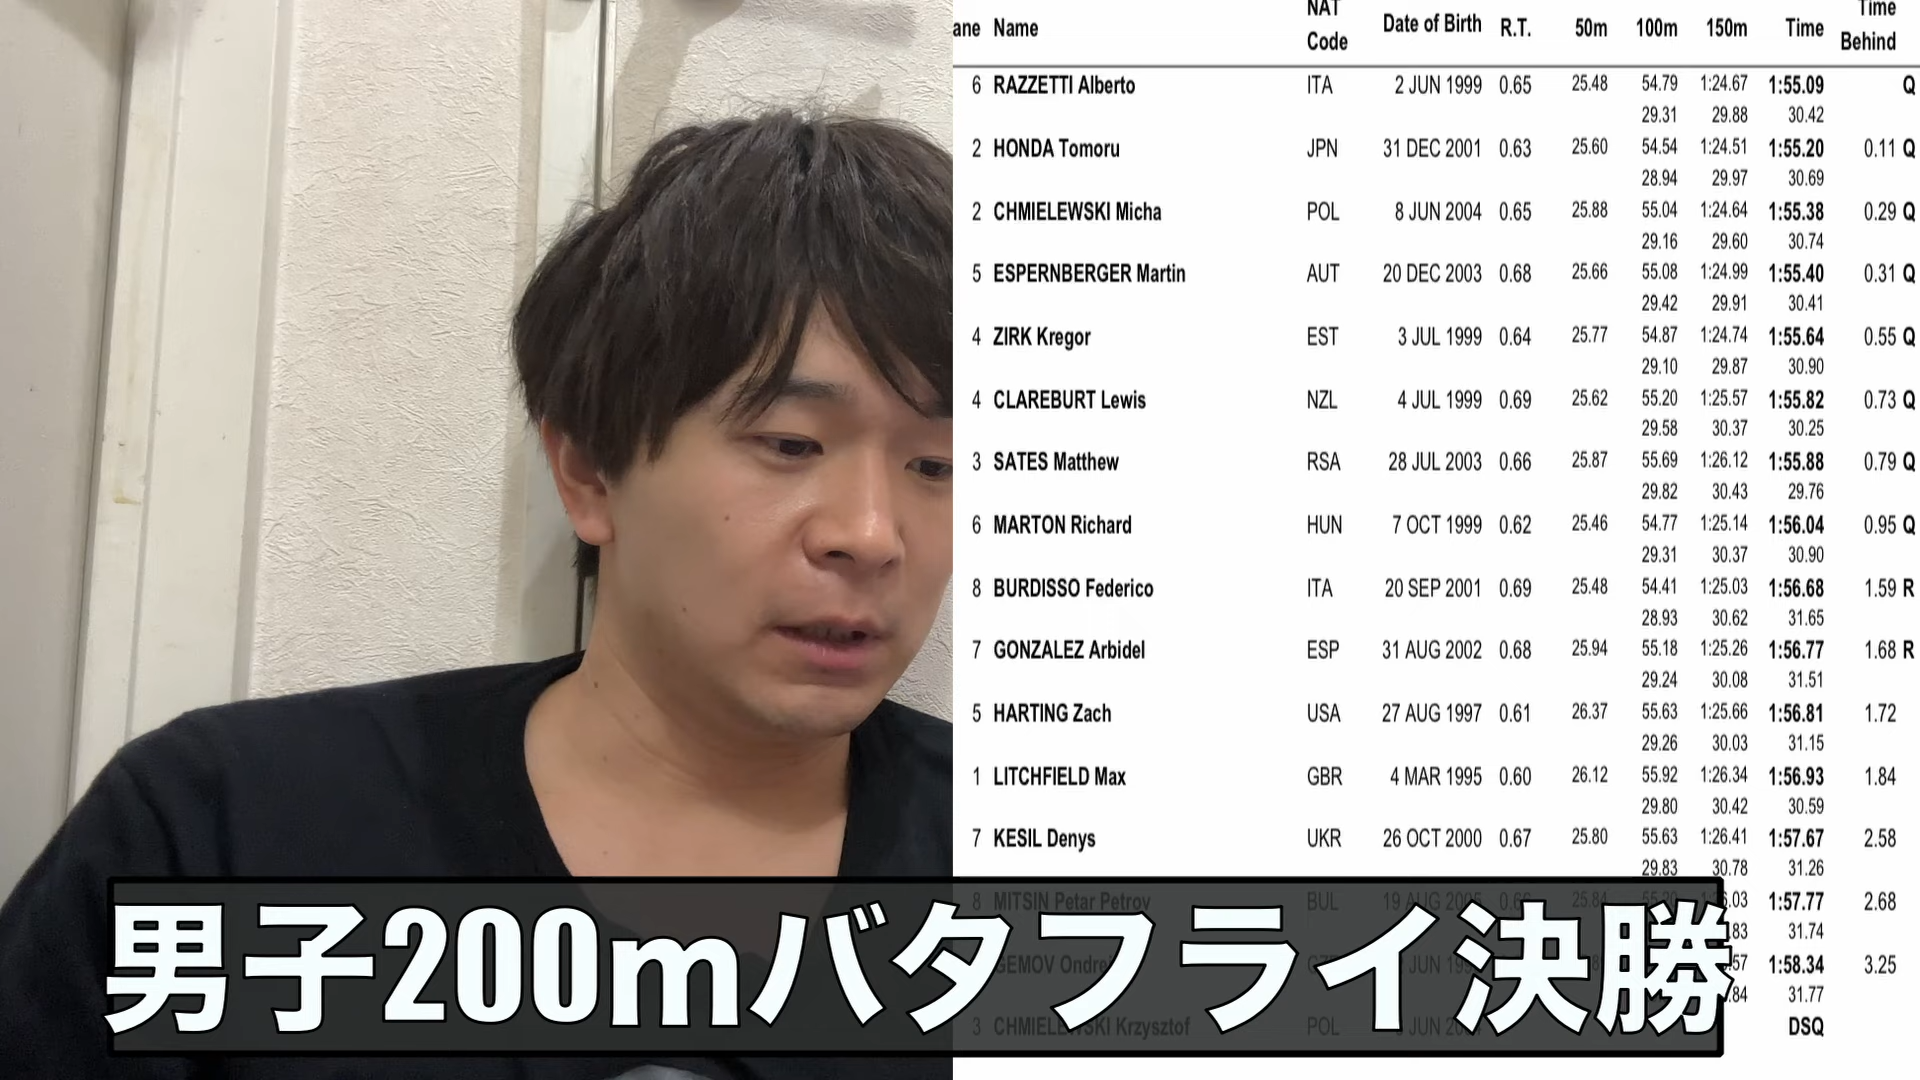 ane Name NAT Code Date of Birth R.T. 50m 100m 150m Time Time Behind
6 RAZZETTI Alberto ITA 2 JUN 1999 0.65 25.48 54.79 1:24.67 1:55.09 Q
29.31 29.88 30.42
2 HONDA Tomoru JPN 31 DEC 2001 0.63 25.60 54.54 1:24.51 1:55.20 0.11 Q
28.94 29.97 30.69
2 CHMIELEWSKI Micha POL 8 JUN 2004 0.65 25.88 55.04 1:24.64 1:55.38 0.29 Q
29.16 29.60 30.74
5 ESPERNBERGER Martin AUT 20 DEC 2003 0.68 25.66 55.08 1:24.99 1:55.40 0.31 Q
29.42 29.91 30.41
4 ZIRK Kregor EST 3 JUL 1999 0.64 25.77 54.87 1:24.74 1:55.64 0.55 Q
29.10 29.87 30.90
4 CLAREBURT Lewis NZL 4 JUL 1999 0.69 25.62 55.20 1:25.57 1:55.82 0.73 Q
29.58 30.37 30.25
3 SATES Matthew RSA 28 JUL 2003 0.66 25.87 55.69 1:26.12 1:55.88 0.79 Q
29.82 30.43 29.76
6 MARTON Richard HUN 7 OCT 1999 0.62 25.46 54.77 1:25.14 1:56.04 0.95 Q
29.31 30.37 30.90
8 BURDISSO Federico ITA 20 SEP 2001 0.69 25.48 54.41 1:25.03 1:56.68 1.59 R
28.93 30.62 31.65
7 GONZALEZ Arbidel ESP 31 AUG 2002 0.68 25.94 55.18 1:25.26 1:56.77 1.68 R
29.24 30.08 31.51
5 HARTING Zach USA 27 AUG 1997 0.61 26.37 55.63 1:25.66 1:56.81 1.72
29.26 30.03 31.15
1 LITCHFIELD Max GBR 4 MAR 1995 0.60 26.12 55.92 1:26.34 1:56.93 1.84
29.80 30.42 30.59
7 KESIL Denys UKR 26 OCT 2000 0.67 25.80 55.63 1:26.41 1:57.67 2.58
29.83 30.78 31.26
8 MITSIN Petar Petrov BUL 19 AUG 1:57.77 2.68
31.74
1:58.34 3.25
31.77
3 CHMIELEWSKI Krzysztof POL JUN DSQ
男子200mバタフライ決勝